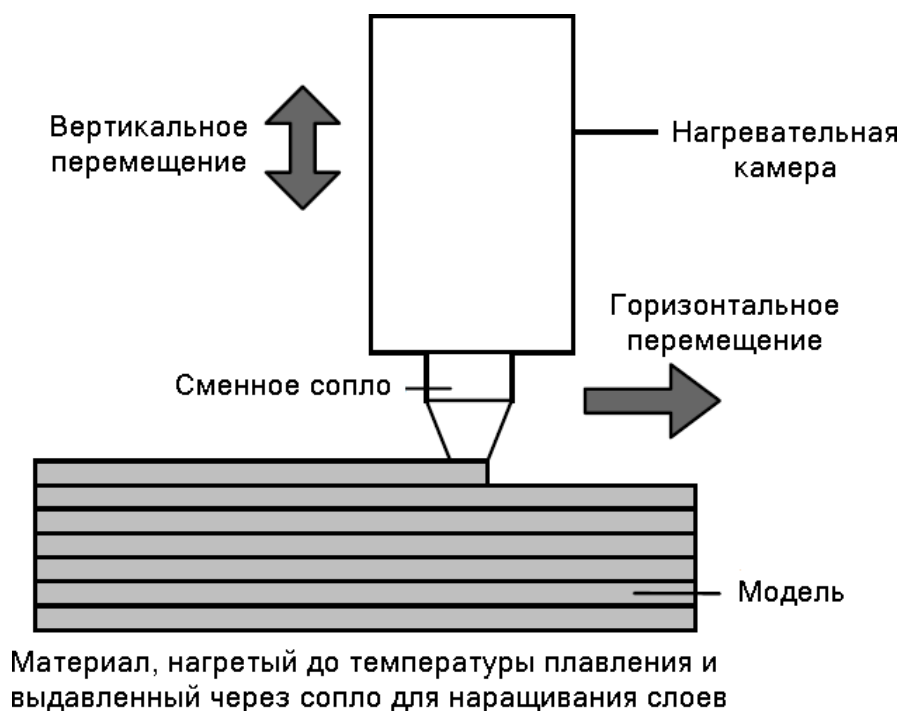 Вертикальное
перемещение
Нагревательная
камера
Горизонтальное
перемещение
Сменное сопло
Модель
Материал, нагретый до температуры плавления и
выдавленный через сопло для наращивания слоев